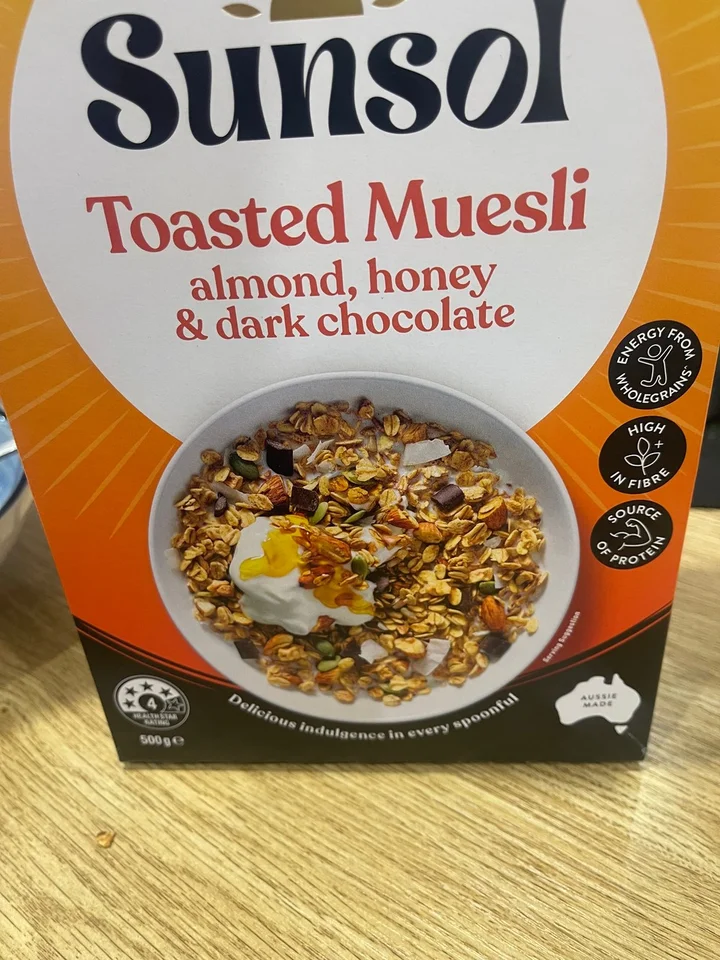 Sunsol
Toasted Muesli
almond, honey
& dark chocolate
ENERGY FROM
WHOLEGRAINS
HIGH
IN FIBRE
SOURCE
OF PROTEIN
Serving Suggestion
4
HEALTH STAR
RATING
500g℮
Delicious indulgence in every spoonful
AUSSIE
MADE